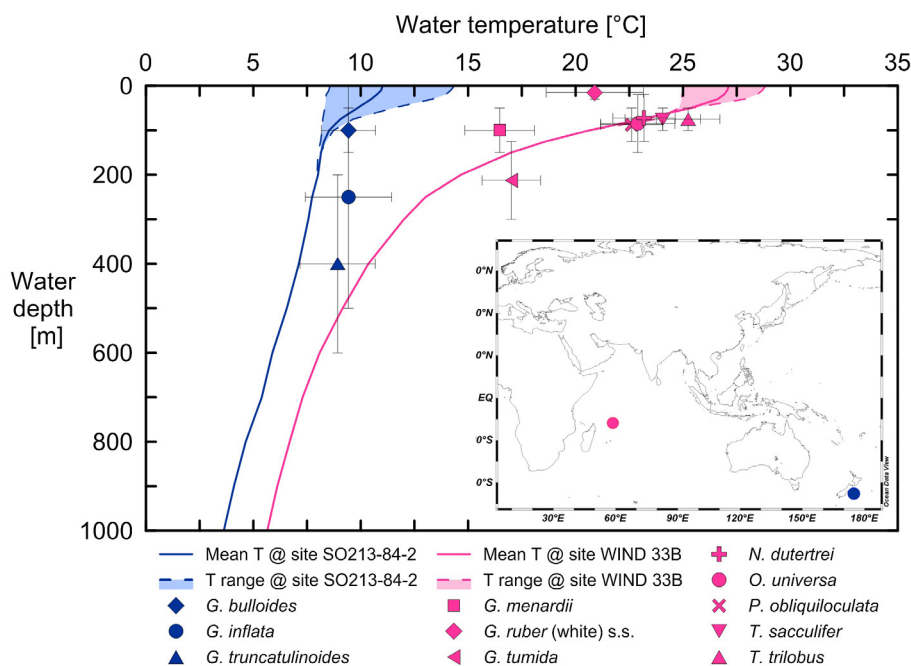 Water temperature [°C]
0 5 10 15 20 25 30 35
0
200
400
600
800
1000
Water
depth
[m]
0°N
0°N
0°N
EQ
0°S
0°S
30°E 60°E 90°E 120°E 150°E 180°E
Ocean Data View
Mean T @ site SO213-84-2
T range @ site SO213-84-2
G. bulloides
G. inflata
G. truncatulinoides
Mean T @ site WIND 33B
T range @ site WIND 33B
G. menardii
G. ruber (white) s.s.
G. tumida
N. dutertrei
O. universa
P. obliquiloculata
T. sacculifer
T. trilobus